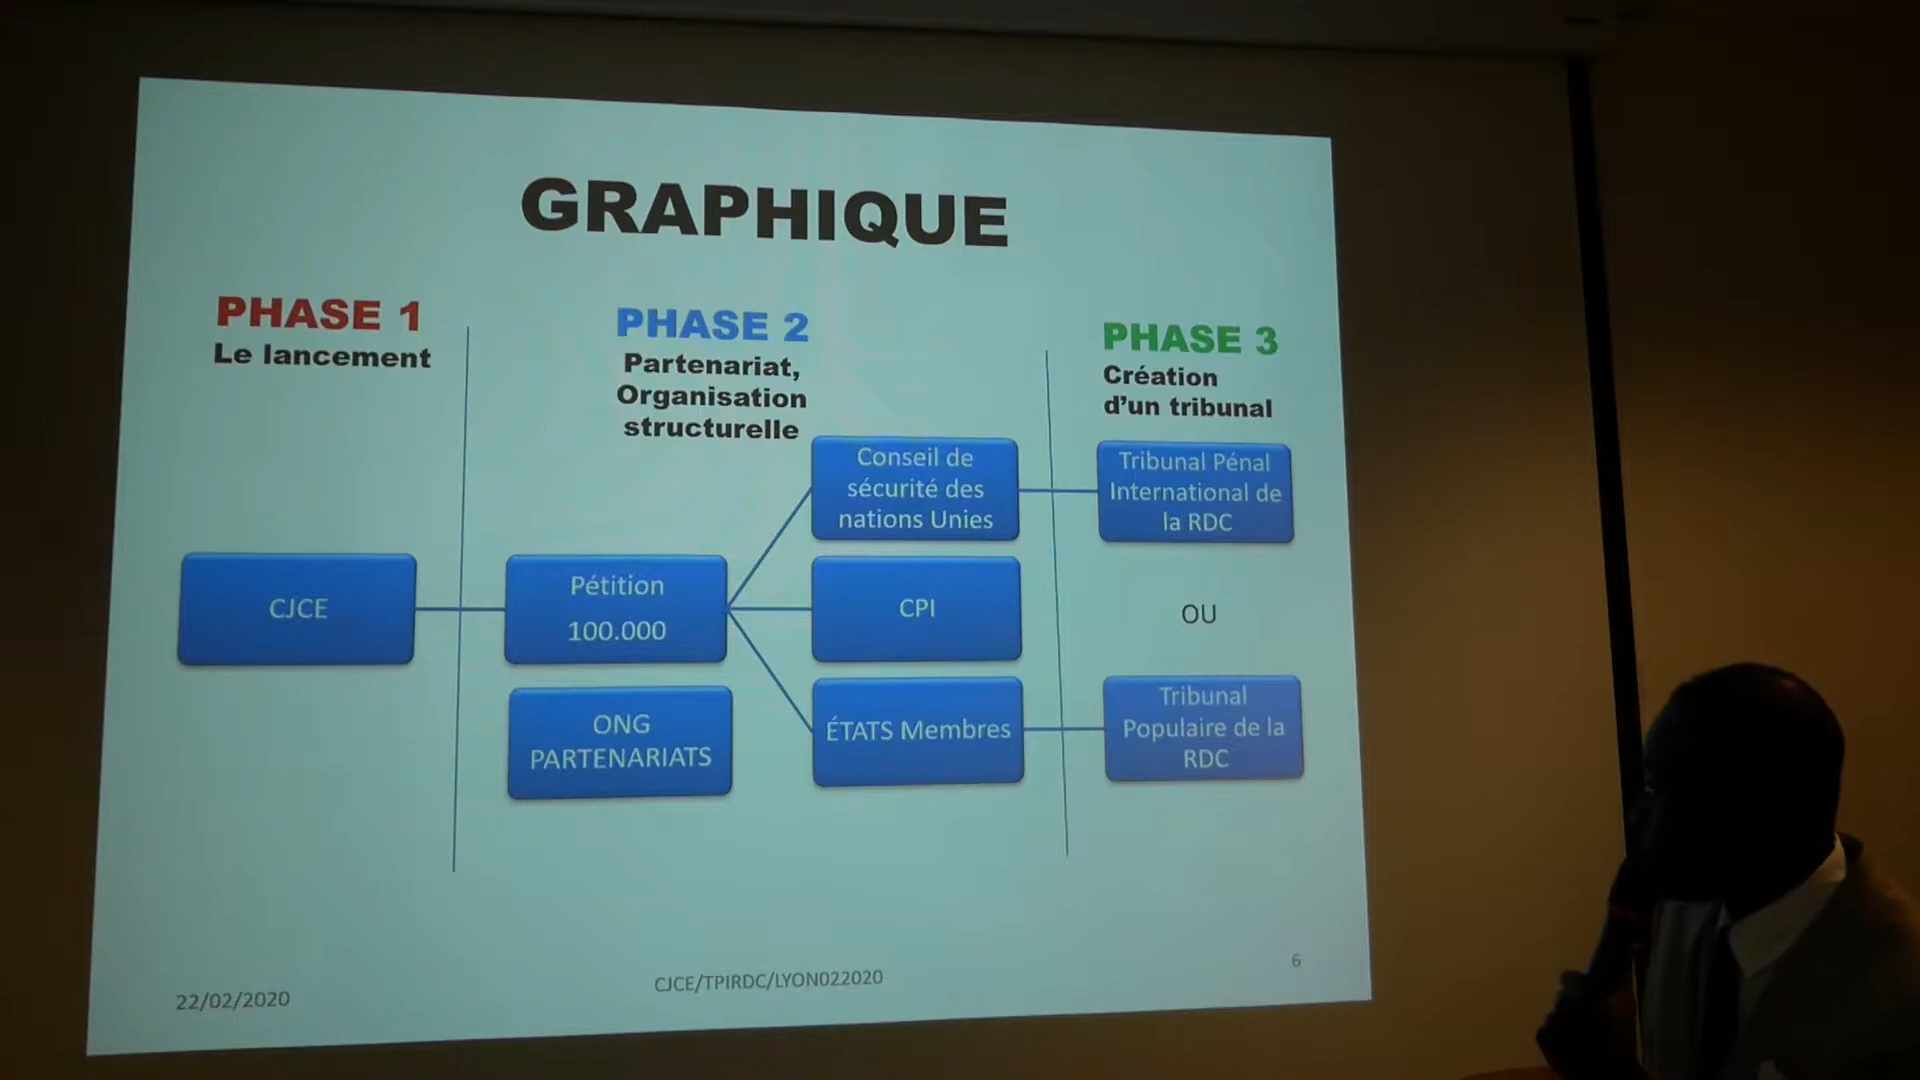 GRAPHIQUE
PHASE 1
Le lancement
PHASE 2
Partenariat,
Organisation
structurelle
PHASE 3
Création
d'un tribunal
CJCE
Pétition
100.000
ONG
PARTENARIATS
Conseil de
sécurité des
nations Unies
CPI
ÉTATS Membres
Tribunal Pénal
International de
la RDC
OU
Tribunal
Populaire de la
RDC
22/02/2020
CJCE/TPIRDC/LYON022020
6